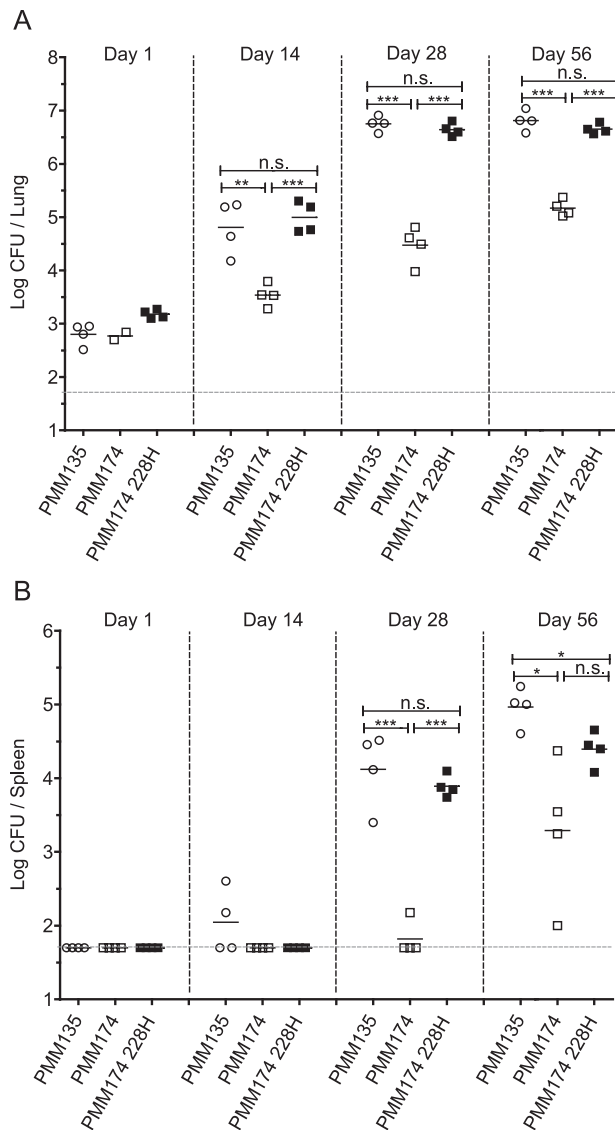 A
Day 1 Day 14 Day 28 Day 56
8
7
6
5
4
3
2
1
Log CFU / Lung
n.s.
** ***
n.s.
*** ***
n.s.
*** ***
PMM135 PMM174 PMM174 228H PMM135 PMM174 PMM174 228H PMM135 PMM174 PMM174 228H PMM135 PMM174 PMM174 228H
B
Day 1 Day 14 Day 28 Day 56
6
5
4
3
2
1
Log CFU / Spleen
n.s.
*** ***
*
* n.s.
PMM135 PMM174 PMM174 228H PMM135 PMM174 PMM174 228H PMM135 PMM174 PMM174 228H PMM135 PMM174 PMM174 228H